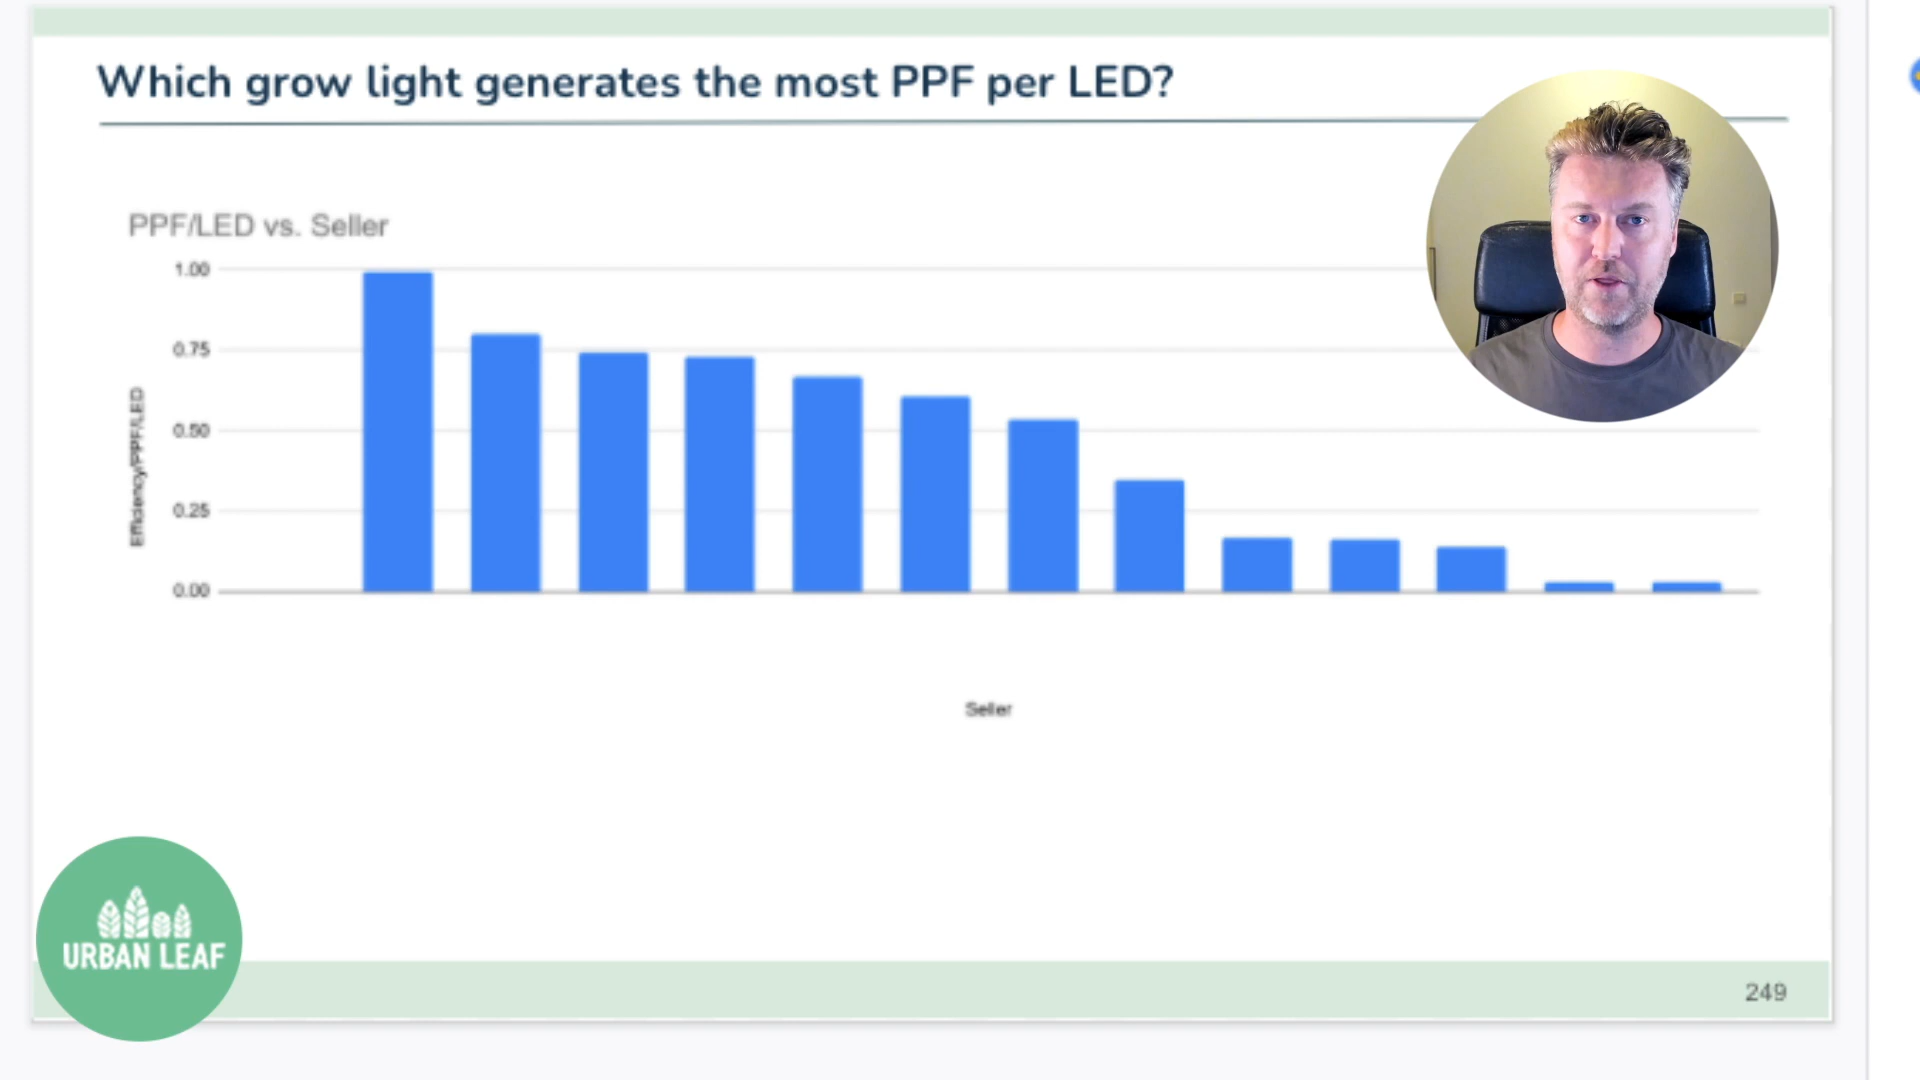 Which grow light generates the most PPF per LED?
PPF/LED vs. Seller
1.00
0.75
0.50
0.25
0.00
Efficiency/PPF/LED
Seller
URBAN LEAF
249